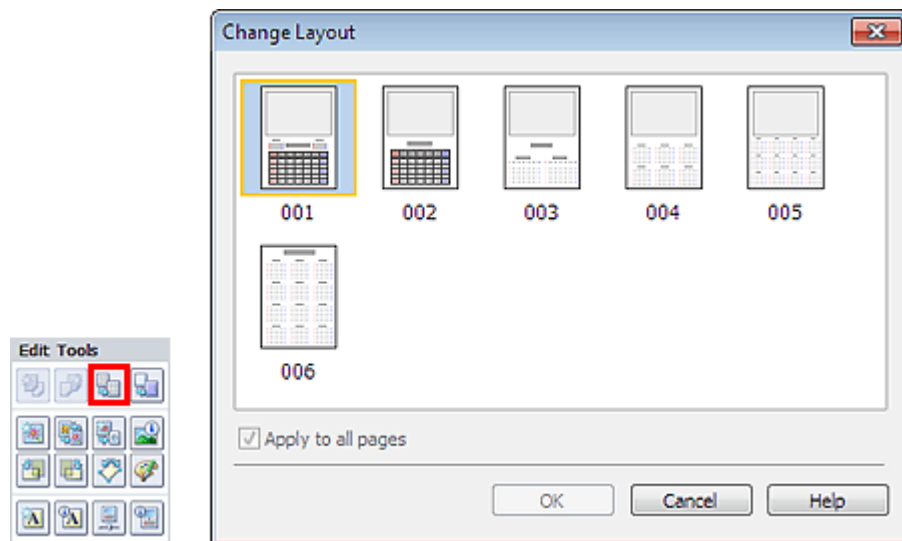 Change Layout
001 002 003 004 005
006
Edit Tools
Apply to all pages
OK Cancel Help